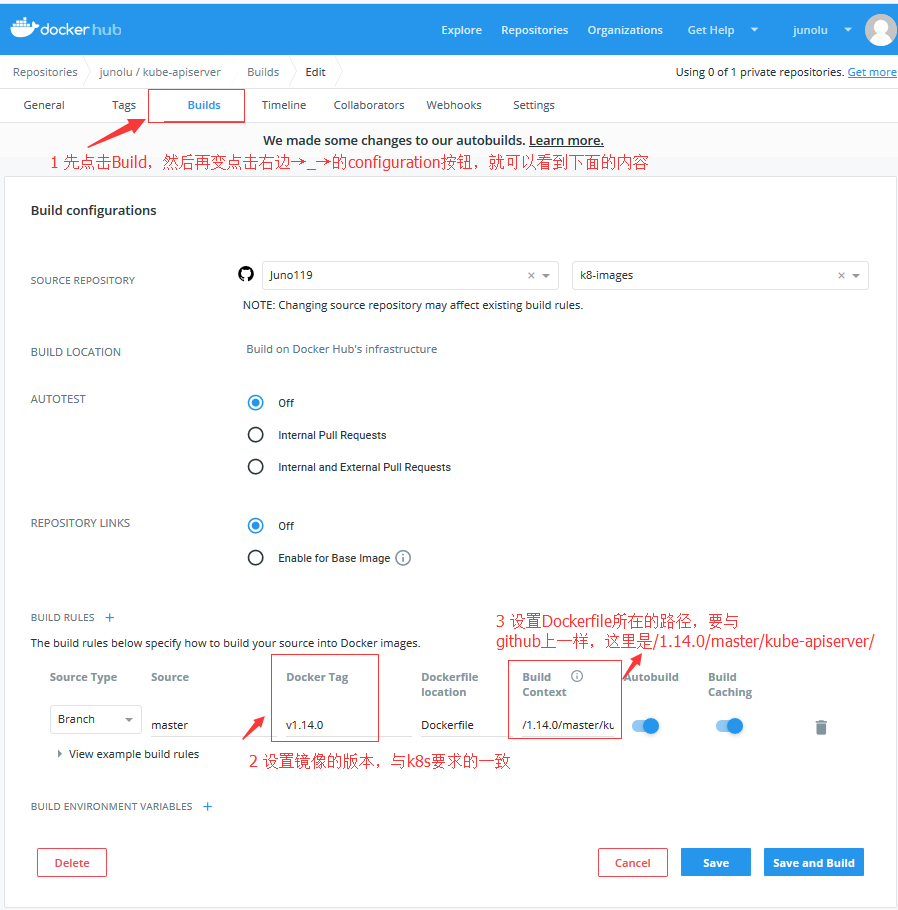 docker hub
Explore Repositories Organizations Get Help junolu
Repositories junolu / kube-apiserver Builds Edit Using 0 of 1 private repositories. Get more
General Tags Builds Timeline Collaborators Webhooks Settings
We made some changes to our autobuilds. Learn more.
1 先点击Build，然后再变点击右边→_→的configuration按钮，就可以看到下面的内容
Build configurations
SOURCE REPOSITORY Juno119 × k8-images ×
NOTE: Changing source repository may affect existing build rules.
BUILD LOCATION Build on Docker Hub's infrastructure
AUTOTEST Off
Internal Pull Requests
Internal and External Pull Requests
REPOSITORY LINKS Off
Enable for Base Image
BUILD RULES +
3 设置Dockerfile所在的路径，要与
github上一样，这里是/1.14.0/master/kube-apiserver/
The build rules below specify how to build your source into Docker images.
Source Type Source Docker Tag Dockerfile location Build Context Autobuild Build Caching
Branch master v1.14.0 Dockerfile /1.14.0/master/ku
View example build rules
2 设置镜像的版本，与k8s要求的一致
BUILD ENVIRONMENT VARIABLES +
Delete Cancel Save Save and Build